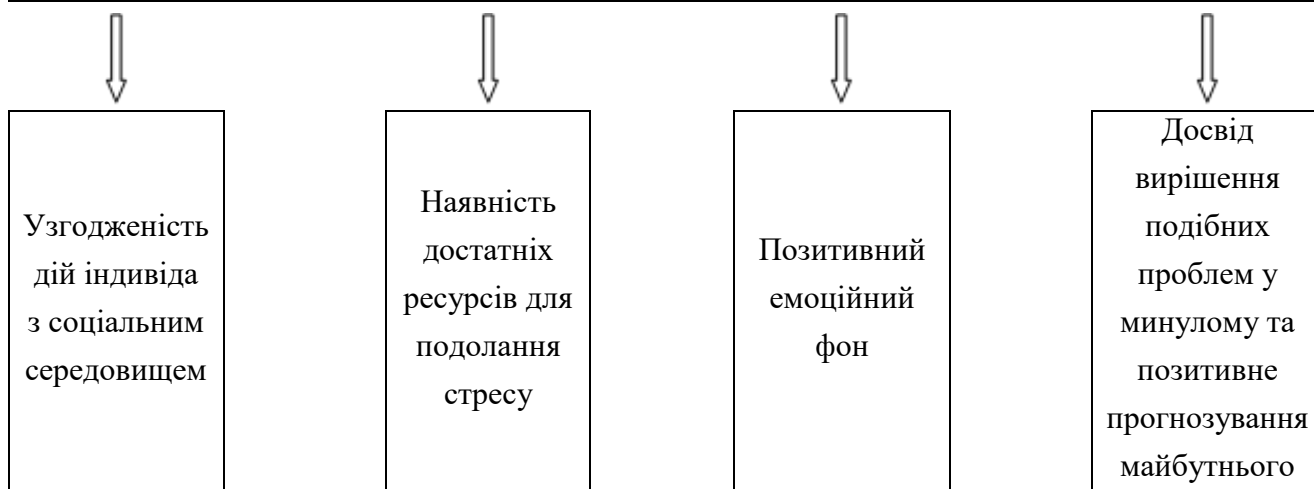 Узгодженість
дій індивіда
з соціальним
середовищем
Наявність
достатніх
ресурсів для
подолання
стресу
Позитивний
емоційний
фон
Досвід
вирішення
подібних
проблем у
минулому та
позитивне
прогнозування
майбутнього